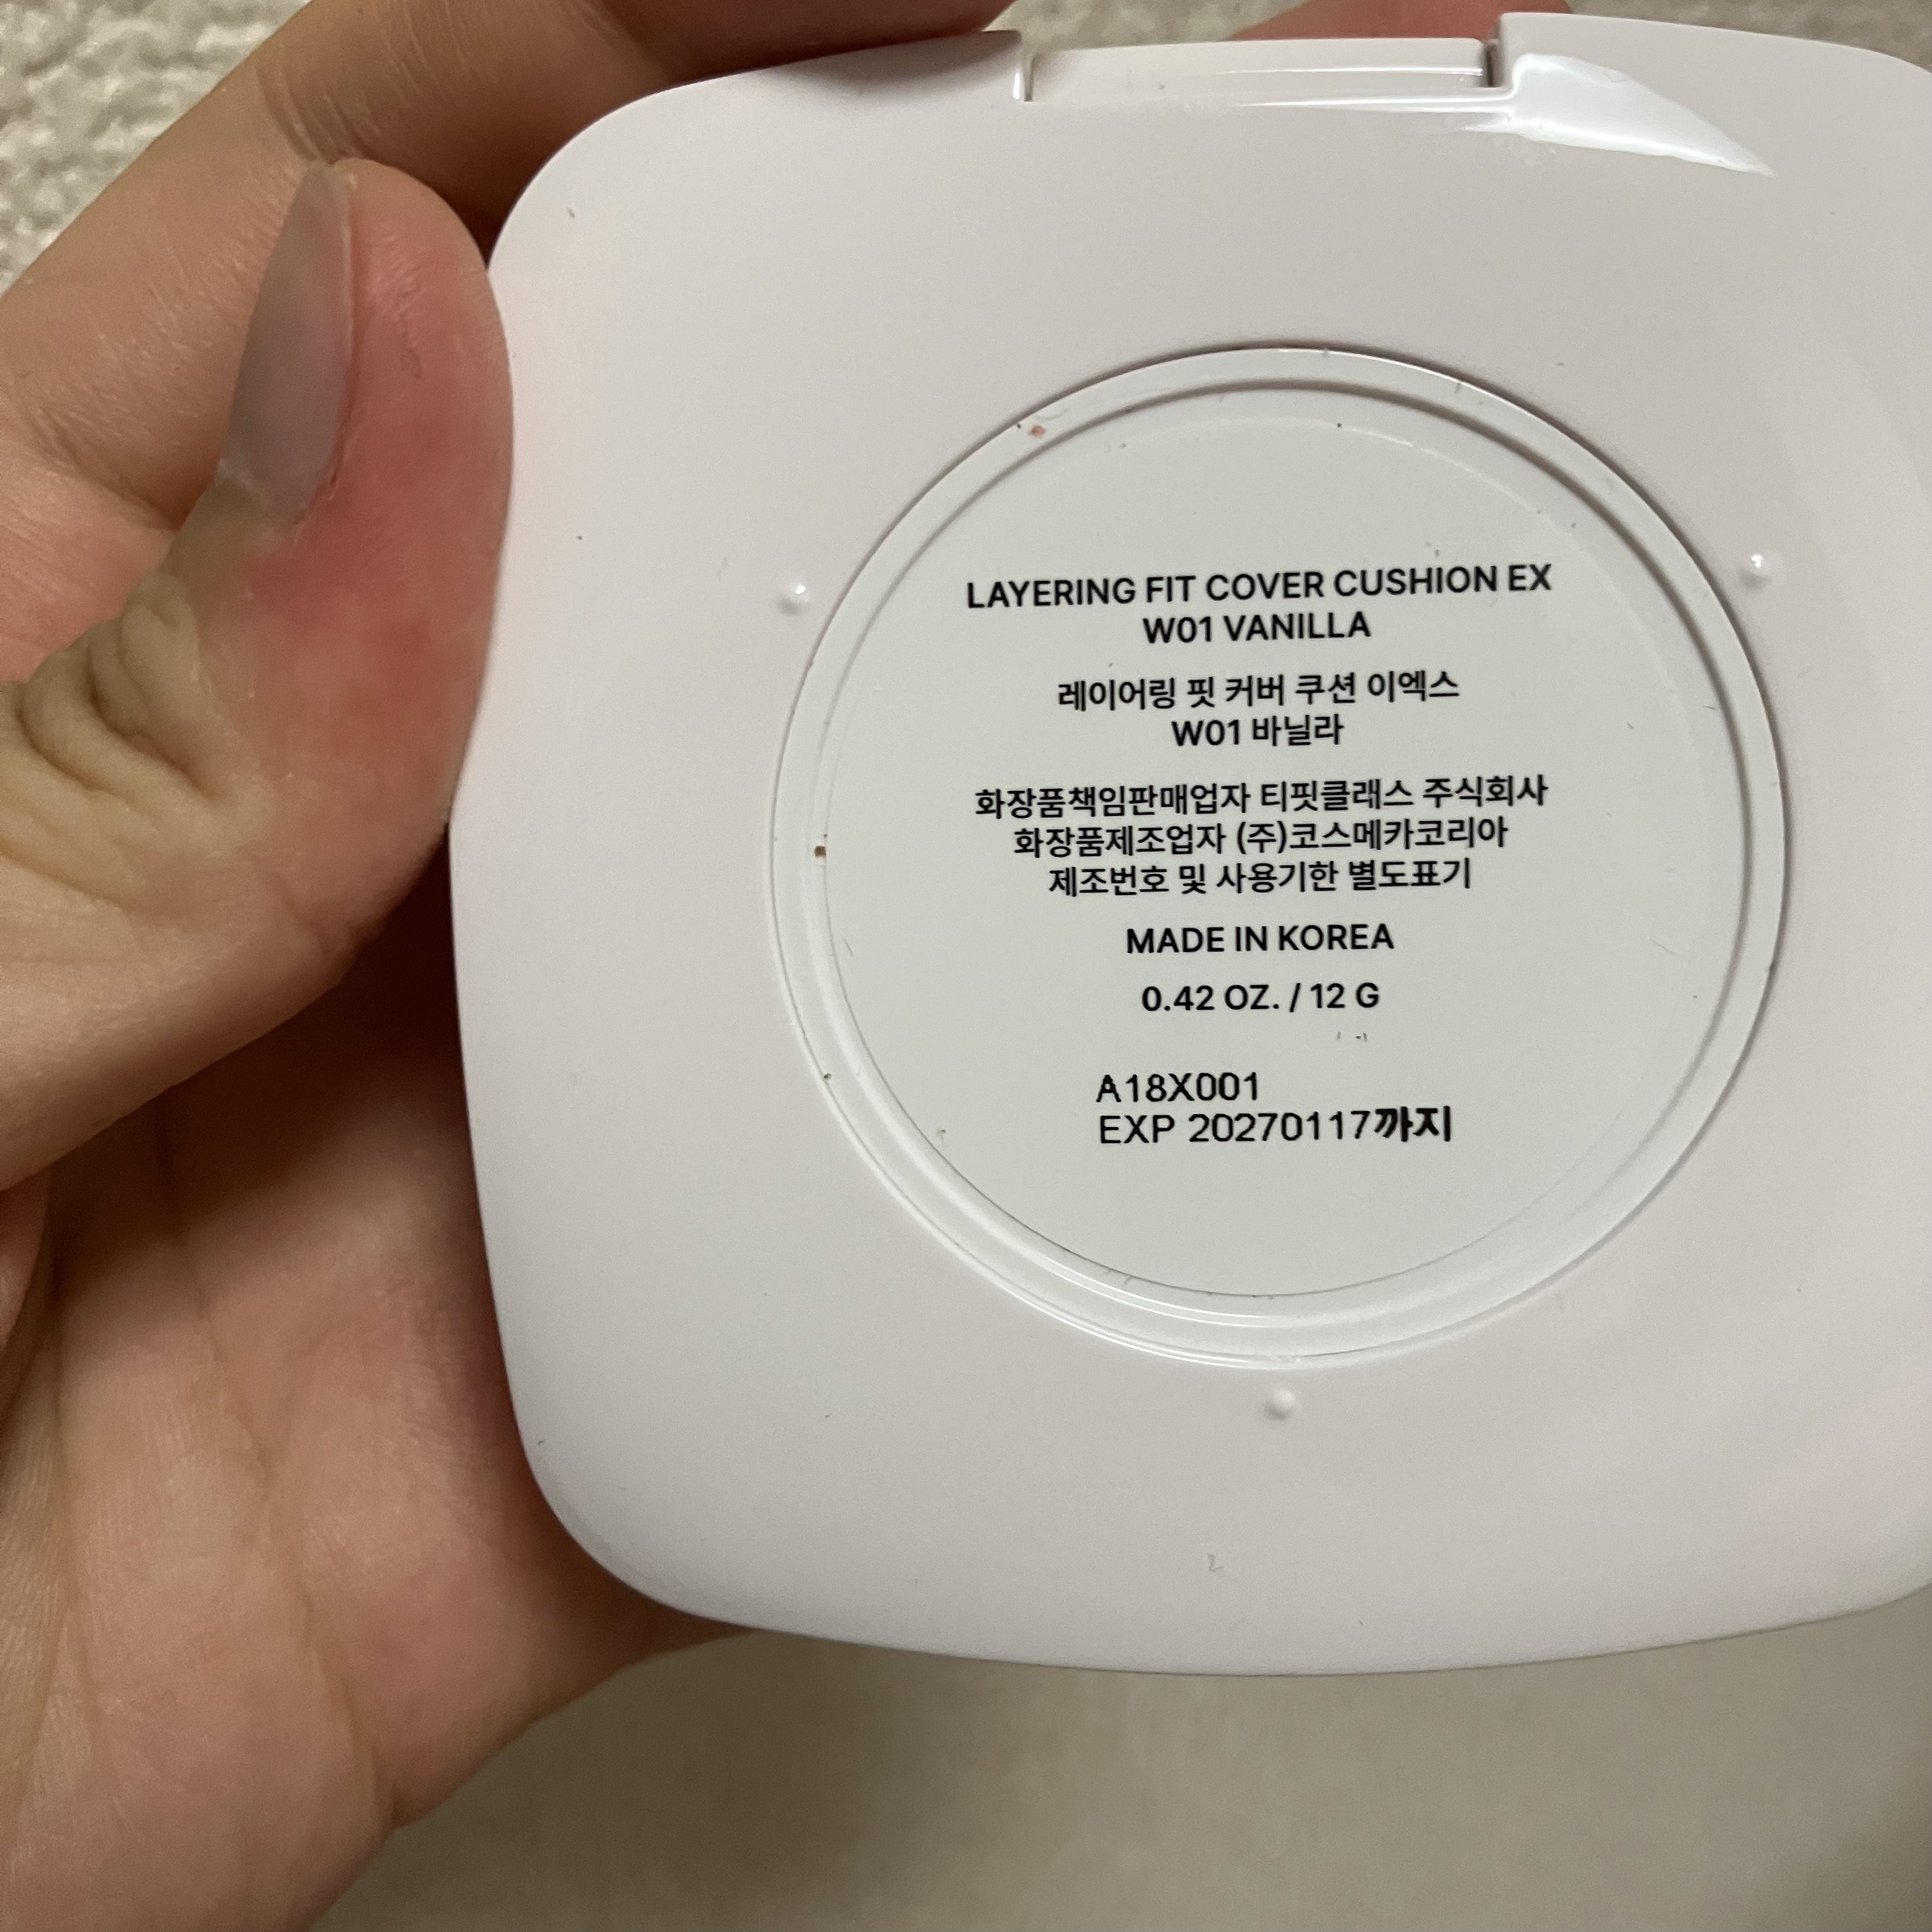 LAYERING FIT COVER CUSHION EX
W01 VANILLA
레이어링 핏 커버 쿠션 이엑스
W01 바닐라
화장품책임판매업자 티핏클래스 주식회사
화장품제조업자 (주)코스메카코리아
제조번호 및 사용기한 별도표기
MADE IN KOREA
0.42 OZ. / 12 G
A18X001
EXP 20270117까지